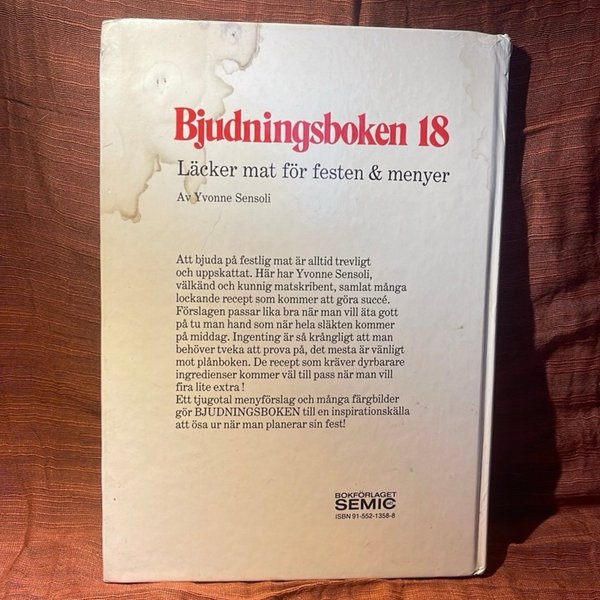 Bjudningsboken 18
Läcker mat för festen & menyer
Av Yvonne Sensoli
Att bjuda på festlig mat är alltid trevligt
och uppskattat. Här har Yvonne Sensoli,
välkänd och kunnig matskribent, samlat många
lockande recept som kommer att göra succé.
Förslagen passar lika bra när man vill äta gott
på tu man hand som när hela släkten kommer
på middag. Ingenting är så krångligt att man
behöver tveka att prova på, det mesta är vänligt
mot plånboken. De recept som kräver dyrbarare
ingredienser kommer väl till pass när man vill
fira lite extra!
Ett tjugotal menyförslag och många färgbilder
gör BJUDNINGSBOKEN till en inspirationskälla
att ösa ur när man planerar sin fest!
BOKFÖRLAGET
SEMIC
ISBN 91-552-1358-8